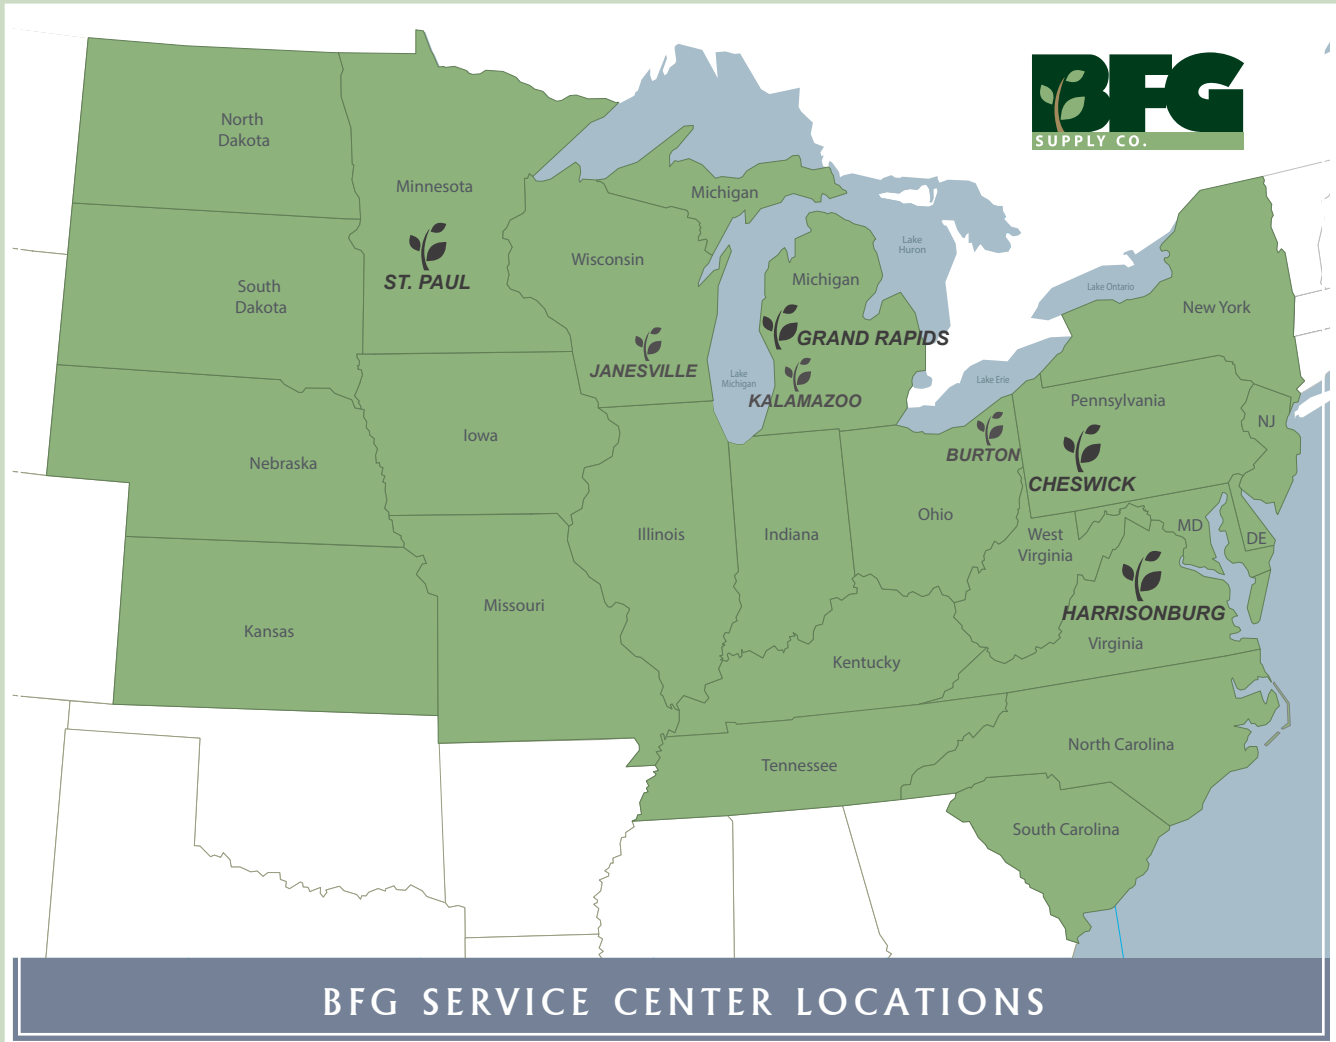 BFG
SUPPLY CO.
North
Dakota
Minnesota
Michigan
ST. PAUL
Wisconsin
Lake
Huron
Michigan
South
Dakota
Lake Ontario
New York
GRAND RAPIDS
JANESVILLE
Lake
Michigan
KALAMAZOO
Lake Erie
Pennsylvania
NJ
Iowa
BURTON
Nebraska
CHESWICK
Ohio
Illinois
Indiana
West
Virginia
MD
DE
Missouri
HARRISONBURG
Kansas
Virginia
Kentucky
North Carolina
Tennessee
South Carolina
BFG SERVICE CENTER LOCATIONS